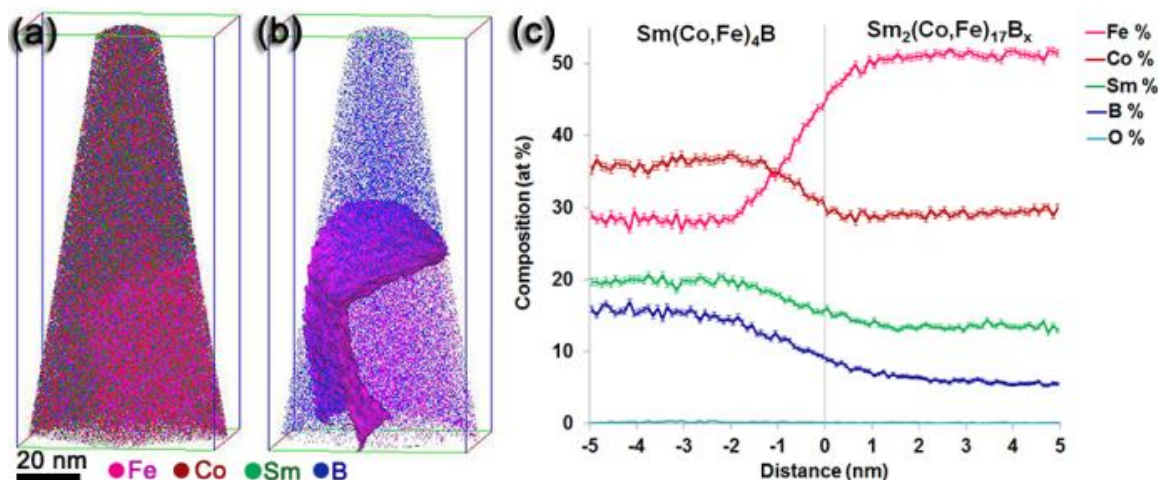 (a)
(b)
(c)
20 nm
Fe Co Sm B
Sm(Co,Fe)₄B
Sm₂(Co,Fe)₁₇Bₓ
Fe %
Co %
Sm %
B %
O %
Composition (at %)
50
40
30
20
10
0
-5 -4 -3 -2 -1 0 1 2 3 4 5
Distance (nm)